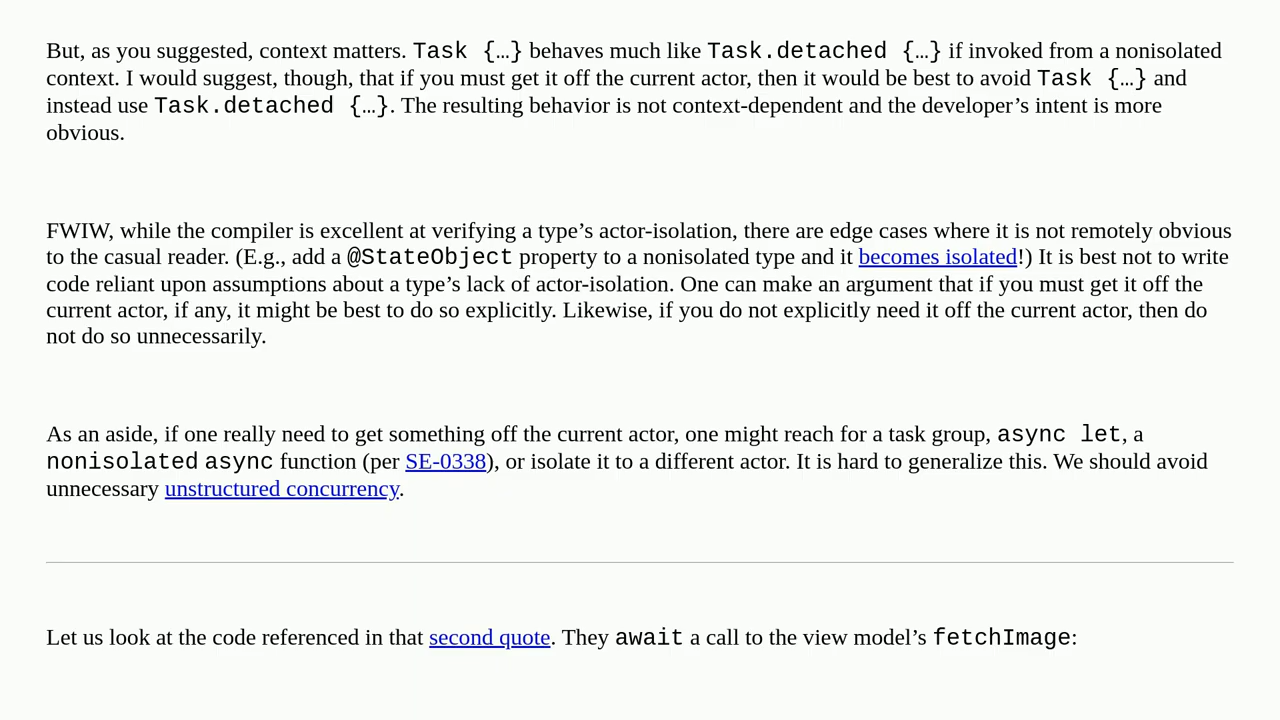 But, as you suggested, context matters. Task {…} behaves much like Task.detached {…} if invoked from a nonisolated
context. I would suggest, though, that if you must get it off the current actor, then it would be best to avoid Task {…} and
instead use Task.detached {…}. The resulting behavior is not context-dependent and the developer’s intent is more
obvious.
FWIW, while the compiler is excellent at verifying a type’s actor-isolation, there are edge cases where it is not remotely obvious
to the casual reader. (E.g., add a @StateObject property to a nonisolated type and it becomes isolated!) It is best not to write
code reliant upon assumptions about a type’s lack of actor-isolation. One can make an argument that if you must get it off the
current actor, if any, it might be best to do so explicitly. Likewise, if you do not explicitly need it off the current actor, then do
not do so unnecessarily.
As an aside, if one really need to get something off the current actor, one might reach for a task group, async let, a
nonisolated async function (per SE-0338), or isolate it to a different actor. It is hard to generalize this. We should avoid
unnecessary unstructured concurrency.
Let us look at the code referenced in that second quote. They await a call to the view model’s fetchImage: